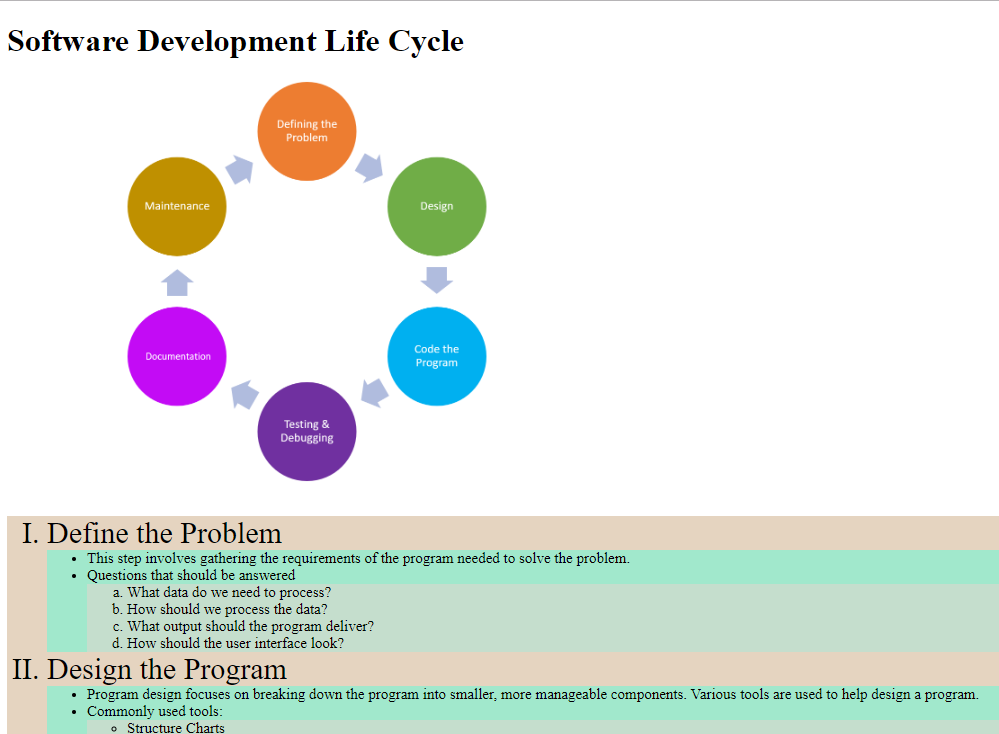 Software Development Life Cycle
Defining the
Problem
Maintenance
Design
Documentation
Code the
Program
Testing &
Debugging
I. Define the Problem
• This step involves gathering the requirements of the program needed to solve the problem.
• Questions that should be answered
a. What data do we need to process?
b. How should we process the data?
c. What output should the program deliver?
d. How should the user interface look?
II. Design the Program
• Program design focuses on breaking down the program into smaller, more manageable components. Various tools are used to help design a program.
• Commonly used tools:
◦ Structure Charts